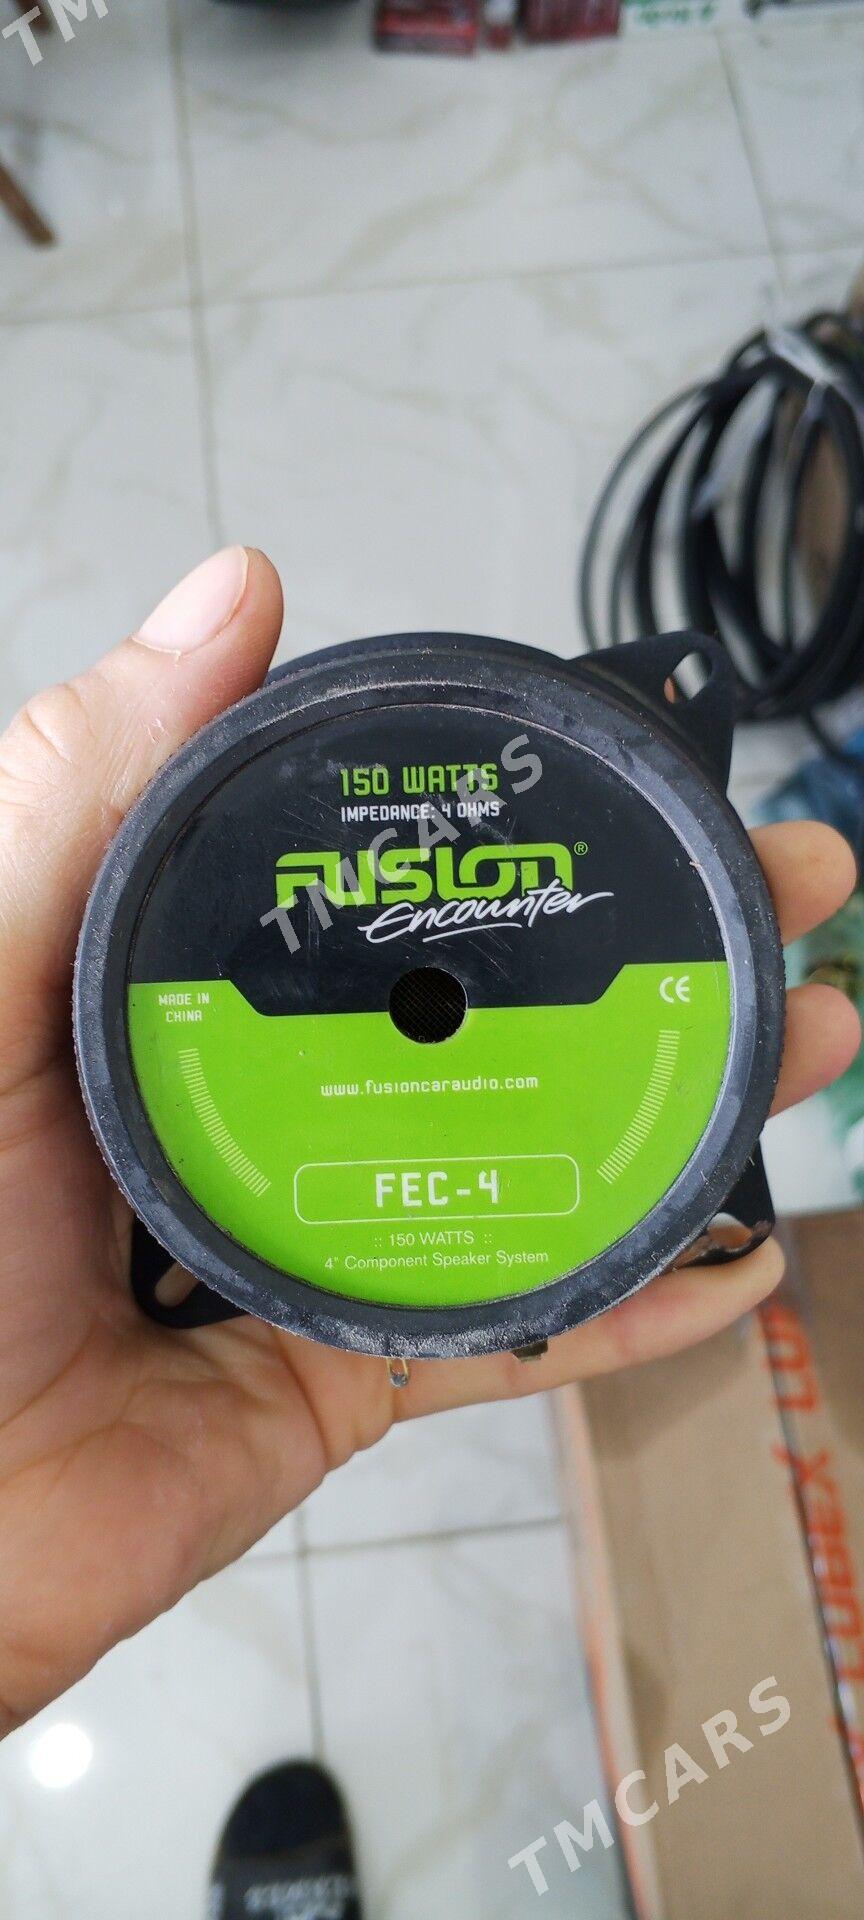 TM
150 WATTS
IMPEDANCE: 4 OHMS
FUSION®
Encounter
TMCARS
MADE IN
CHINA
CE
www.fusioncaraudio.com
FEC-4
:: 150 WATTS ::
4" Component Speaker System
TMCARS